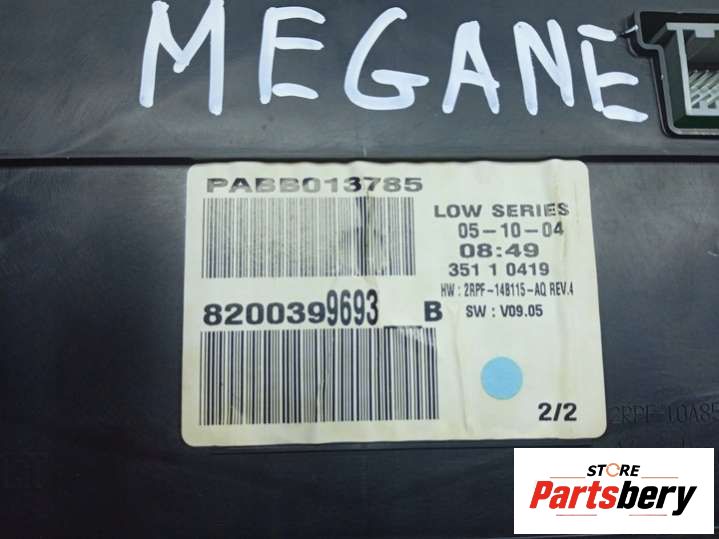 MEGANE
PABB013785
LOW SERIES
05-10-04
08:49
351 1 0419
HW : 2RPF-14B115-AQ REV.4
8200399693__B
SW : V09.05
2/2
STORE
Partsbery